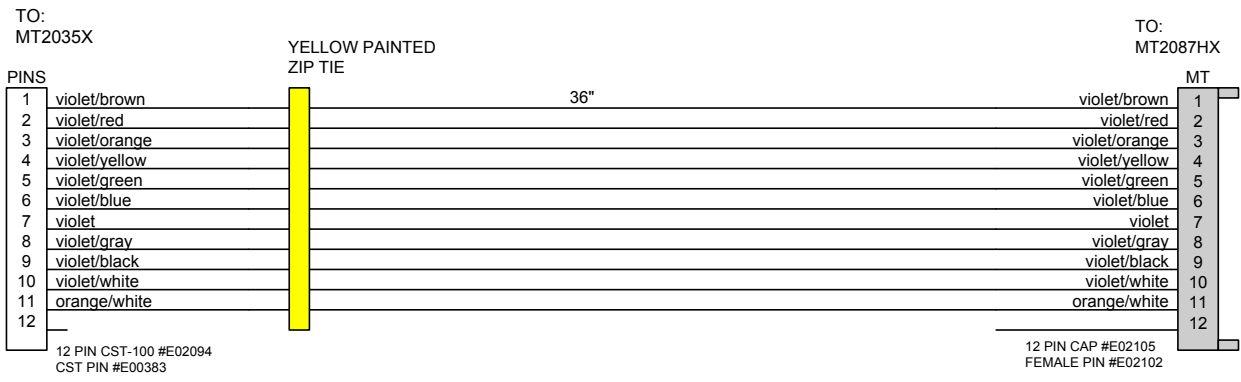 TO:
MT2035X
YELLOW PAINTED
ZIP TIE
TO:
MT2087HX
PINS
MT
1 violet/brown 36" violet/brown 1
2 violet/red violet/red 2
3 violet/orange violet/orange 3
4 violet/yellow violet/yellow 4
5 violet/green violet/green 5
6 violet/blue violet/blue 6
7 violet violet 7
8 violet/gray violet/gray 8
9 violet/black violet/black 9
10 violet/white violet/white 10
11 orange/white orange/white 11
12 12
12 PIN CST-100 #E02094
CST PIN #E00383
12 PIN CAP #E02105
FEMALE PIN #E02102